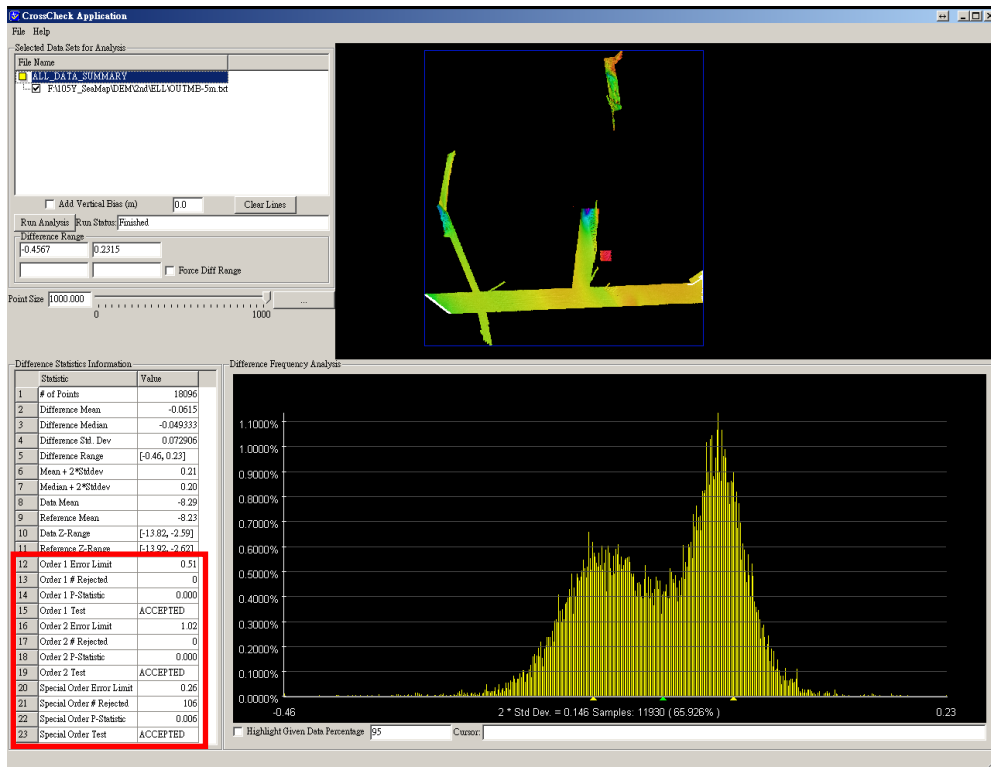 CrossCheck Application
File Help
Selected Data Sets for Analysis
File Name
ALL_DATA_SUMMARY
F:\105Y_SeaMap\DEM\2nd\ELL\OUTMB-5m.txt
Add Vertical Bias (m) 0.0 Clear Lines
Run Analysis Run Status: Finished
Difference Range
-0.4567 0.2315
Force Diff Range
Point Size 1000.000 ...
0 1000
Difference Statistics Information
Statistic Value
1 # of Points 18096
2 Difference Mean -0.0615
3 Difference Median -0.049333
4 Difference Std. Dev 0.072906
5 Difference Range [-0.46, 0.23]
6 Mean + 2*Stddev 0.21
7 Median + 2*Stddev 0.20
8 Data Mean -8.29
9 Reference Mean -8.23
10 Data Z-Range [-13.82, -2.59]
11 Reference Z-Range [-13.92, -2.62]
12 Order 1 Error Limit 0.51
13 Order 1 # Rejected 0
14 Order 1 P-Statistic 0.000
15 Order 1 Test ACCEPTED
16 Order 2 Error Limit 1.02
17 Order 2 # Rejected 0
18 Order 2 P-Statistic 0.000
19 Order 2 Test ACCEPTED
20 Special Order Error Limit 0.26
21 Special Order # Rejected 106
22 Special Order P-Statistic 0.006
23 Special Order Test ACCEPTED
Difference Frequency Analysis
1.1000%
1.0000%
0.9000%
0.8000%
0.7000%
0.6000%
0.5000%
0.4000%
0.3000%
0.2000%
0.1000%
0.0000%
-0.46 2 * Std Dev. = 0.146 Samples: 11930 ( 65.926% ) 0.23
Highlight Given Data Percentage 95 Cursor: